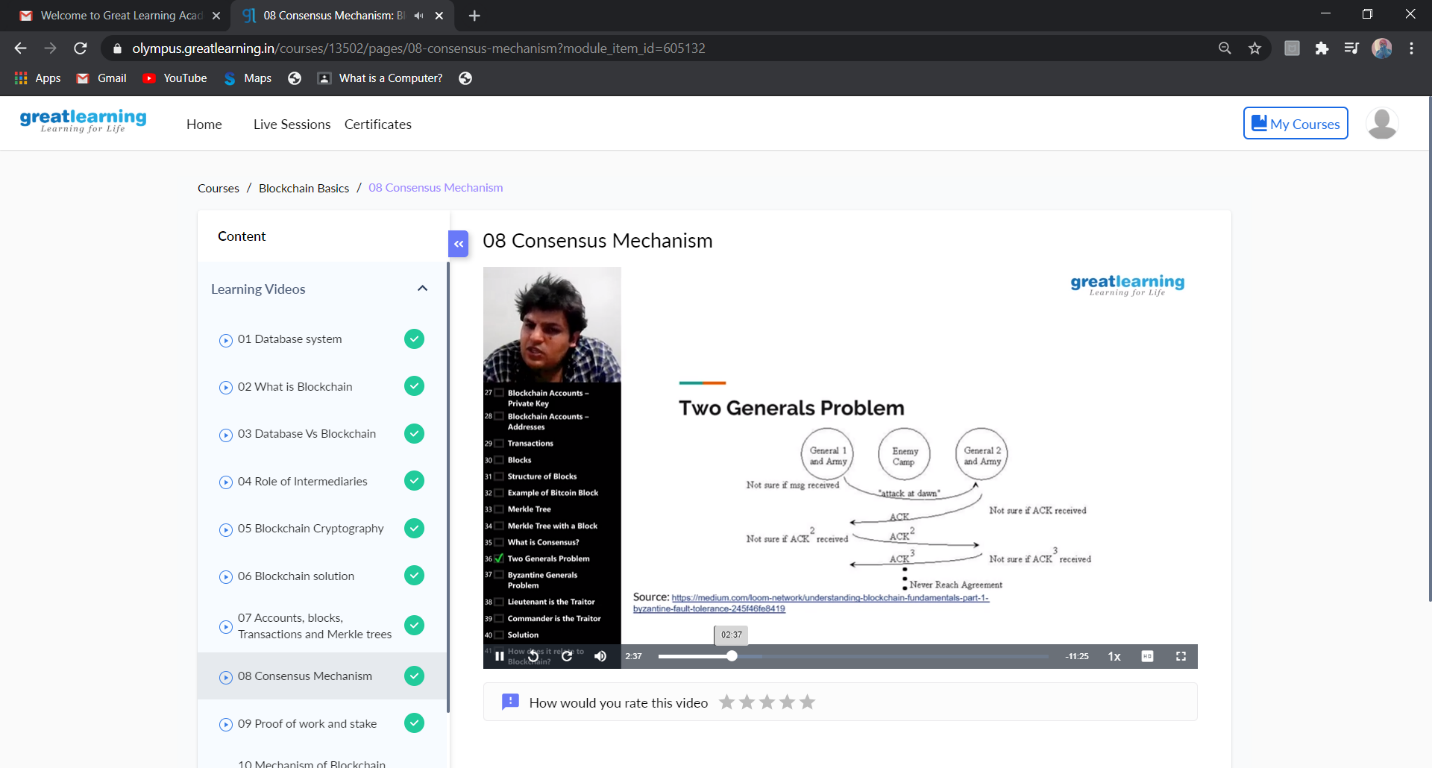 Welcome to Great Learning Acad
08 Consensus Mechanism: Bl
olympus.greatlearning.in/courses/13502/pages/08-consensus-mechanism?module_item_id=605132
Apps Gmail YouTube Maps What is a Computer?
greatlearning
Learning for Life
Home Live Sessions Certificates
My Courses
Courses / Blockchain Basics / 08 Consensus Mechanism
Content
Learning Videos
01 Database system
02 What is Blockchain
03 Database Vs Blockchain
04 Role of Intermediaries
05 Blockchain Cryptography
06 Blockchain solution
07 Accounts, blocks,
Transactions and Merkle trees
08 Consensus Mechanism
09 Proof of work and stake
10 Mechanism of Blockchain
08 Consensus Mechanism
greatlearning
Learning for Life
27 Blockchain Accounts –
Private Key
28 Blockchain Accounts –
Addresses
29 Transactions
30 Blocks
31 Structure of Blocks
32 Example of Bitcoin Block
33 Merkle Tree
34 Merkle Tree with a Block
35 What is Consensus?
36 Two Generals Problem
37 Byzantine Generals
Problem
38 Lieutenant is the Traitor
39 Commander is the Traitor
40 Solution
41 How does it relate to
Blockchain?
Two Generals Problem
General 1
and Army
Enemy
Camp
General 2
and Army
Not sure if msg received
"attack at dawn"
ACK
Not sure if ACK received
Not sure if ACK2 received
ACK2
ACK3
Not sure if ACK3 received
Never Reach Agreement
Source: https://medium.com/loom-network/understanding-blockchain-fundamentals-part-1-
byzantine-fault-tolerance-245f46fe8419
02:37
2:37 -11:25 1x
How would you rate this video